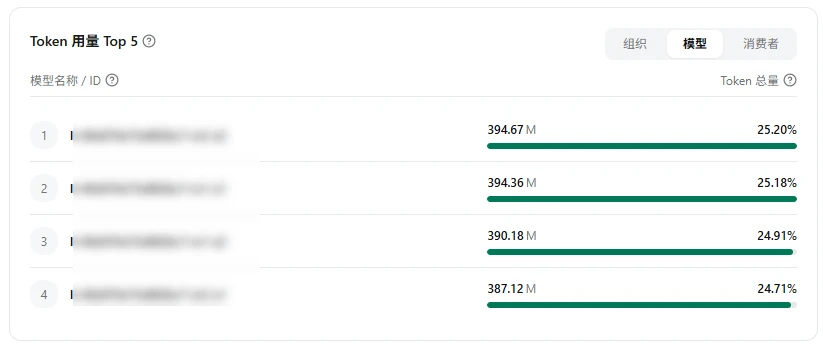 Token 用量 Top 5
组织 模型 消费者
模型名称 / ID Token 总量
1 394.67 M 25.20%
2 394.36 M 25.18%
3 390.18 M 24.91%
4 387.12 M 24.71%